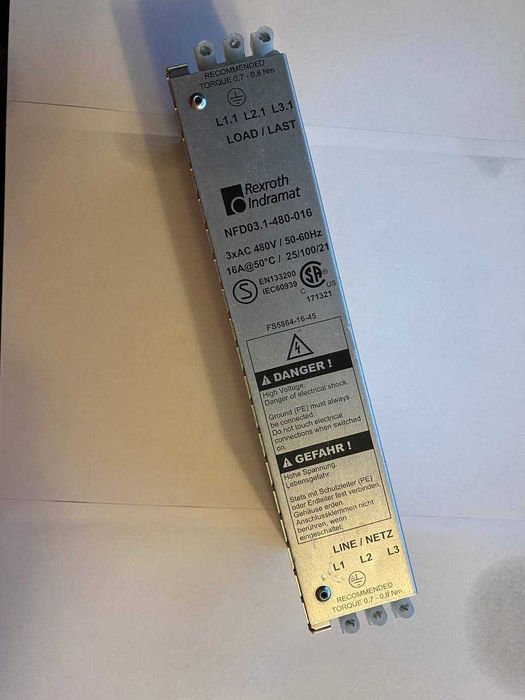 RECOMMENDED
TORQUE 0,7 - 0,8 Nm
L1.1 L2.1 L3.1
LOAD / LAST
Rexroth
Indramat
NFD03.1-480-016
3xAC 480V / 50-60Hz
16A@50°C / 25/100/21
S
EN133200
IEC60939
SA
C US
171321
FS5864-16-45
DANGER !
High Voltage.
Danger of electrical shock.
Ground (PE) must always
be connected.
Do not touch electrical
connections when switched
on.
GEFAHR !
Hohe Spannung.
Lebensgefahr.
Stets mit Schutzleiter (PE)
oder Erdleiter fest verbinden.
Gehäuse erden.
Anschlussklemmen nicht
berühren, wenn
eingeschaltet.
LINE / NETZ
L1 L2 L3
RECOMMENDED
TORQUE 0,7 - 0,8 Nm